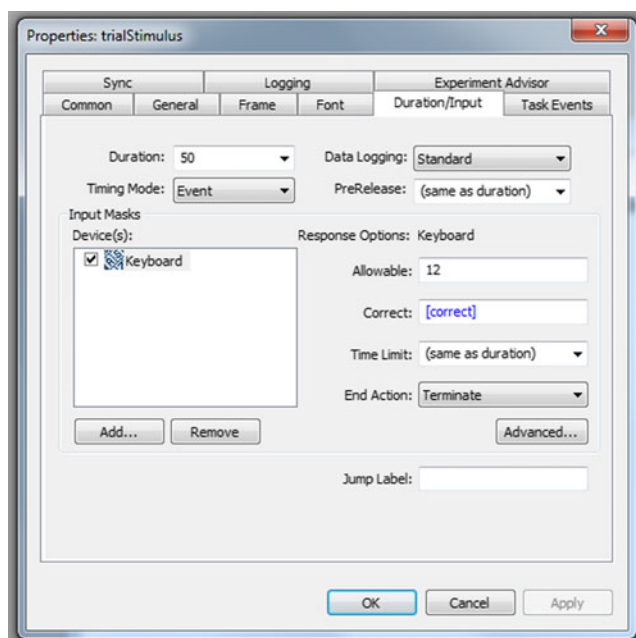 Properties: trialStimulus
Sync Logging Experiment Advisor
Common General Frame Font Duration/Input Task Events
Duration: 50 Data Logging: Standard
Timing Mode: Event PreRelease: (same as duration)
Input Masks
Device(s): Response Options: Keyboard
Keyboard
Allowable: 12
Correct: [correct]
Time Limit: (same as duration)
End Action: Terminate
Add... Remove Advanced...
Jump Label:
OK Cancel Apply